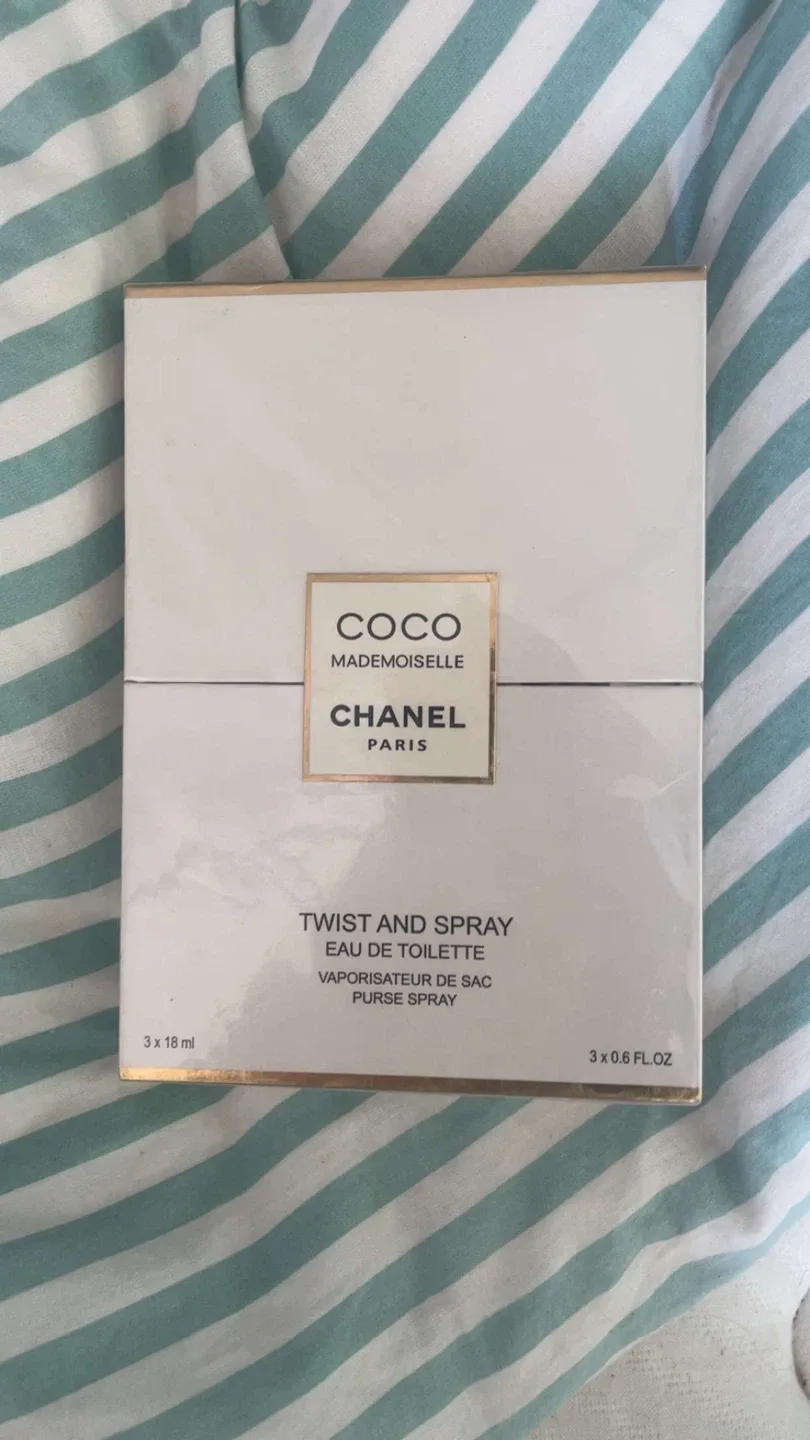 COCO
MADEMOISELLE
CHANEL
PARIS
TWIST AND SPRAY
EAU DE TOILETTE
VAPORISATEUR DE SAC
PURSE SPRAY
3 x 18 ml
3 x 0.6 FL.OZ